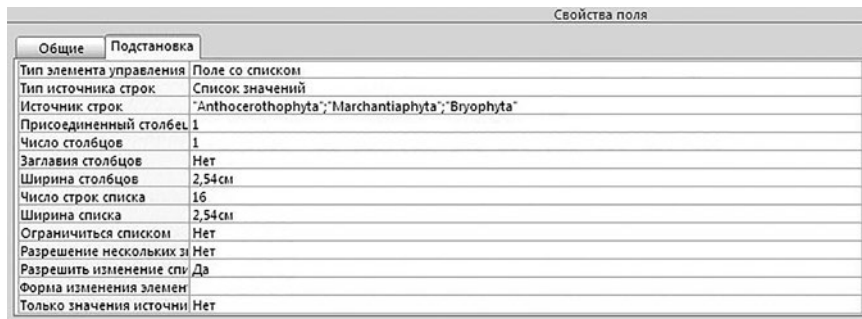 Свойства поля
Общие Подстановка
Тип элемента управления Поле со списком
Тип источника строк Список значений
Источник строк "Anthocerothophyta";"Marchantiaphyta";"Bryophyta"
Присоединенный столбец 1
Число столбцов 1
Заглавия столбцов Нет
Ширина столбцов 2,54см
Число строк списка 16
Ширина списка 2,54см
Ограничиться списком Нет
Разрешение нескольких зн Нет
Разрешить изменение спи Да
Форма изменения элемен
Только значения источни Нет